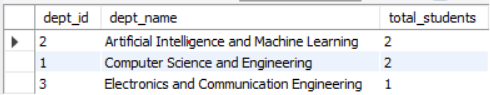 dept_id dept_name total_students
2 Artificial Intelligence and Machine Learning 2
1 Computer Science and Engineering 2
3 Electronics and Communication Engineering 1